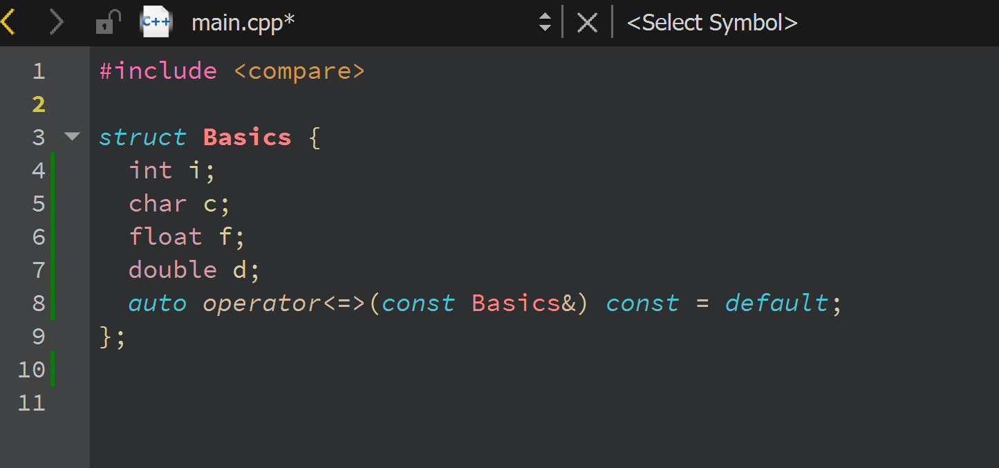 C++ main.cpp* <Select Symbol>
1 #include <compare>
2
3 struct Basics {
4   int i;
5   char c;
6   float f;
7   double d;
8   auto operator<=>(const Basics&) const = default;
9 };
10
11